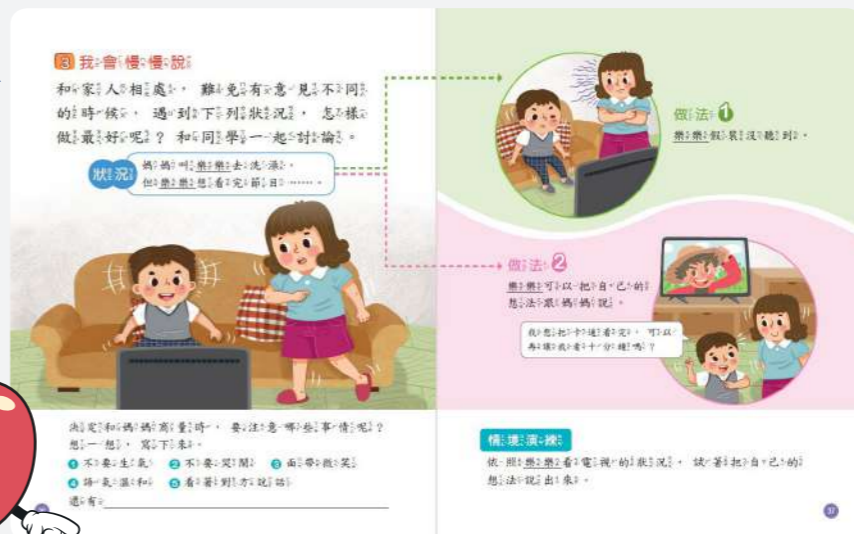 3 我會慢慢說
和家人相處，難免有意見不同
的時候，遇到下列狀況，怎樣
做最好呢？和同學一起討論。
狀況
媽媽叫樂樂去洗澡，
但樂樂想看完節目……。
決定和媽媽商量時，要注意哪些事情呢？
想一想，寫下來。
1 不要生氣 2 不要哭鬧 3 面帶微笑
4 語氣溫和 5 看著對方說話
還有
做法1
樂樂假裝沒聽到。
做法2
樂樂可以把自己的
想法跟媽媽說。
我想把卡通看完，可以
再讓我看十分鐘嗎？
情境演練
依照樂樂看電視的狀況，試著把自己的
想法說出來。
37